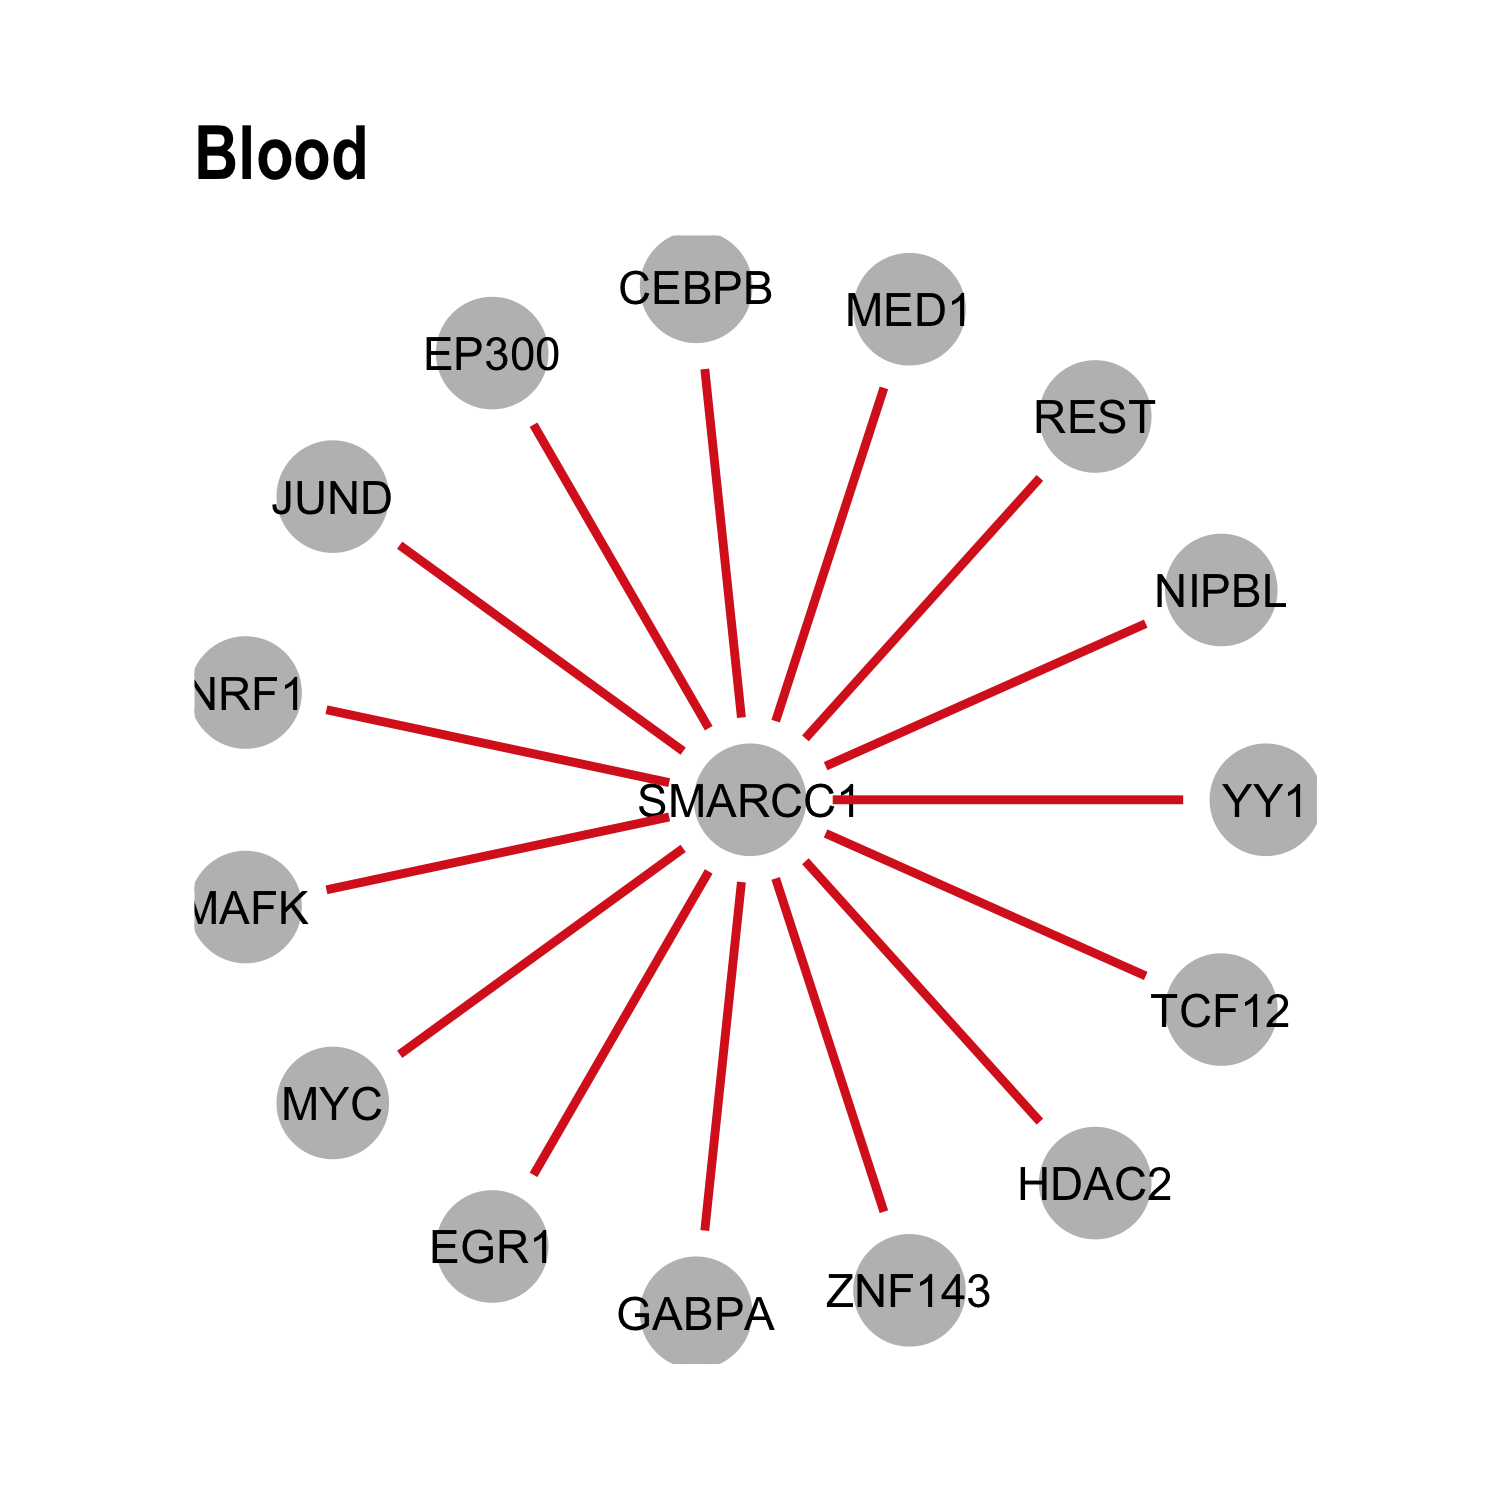 Blood
CEBPB
MED1
EP300
REST
JUND
NIPBL
NRF1
SMARCC1
YY1
MAFK
TCF12
MYC
HDAC2
EGR1
ZNF143
GABPA